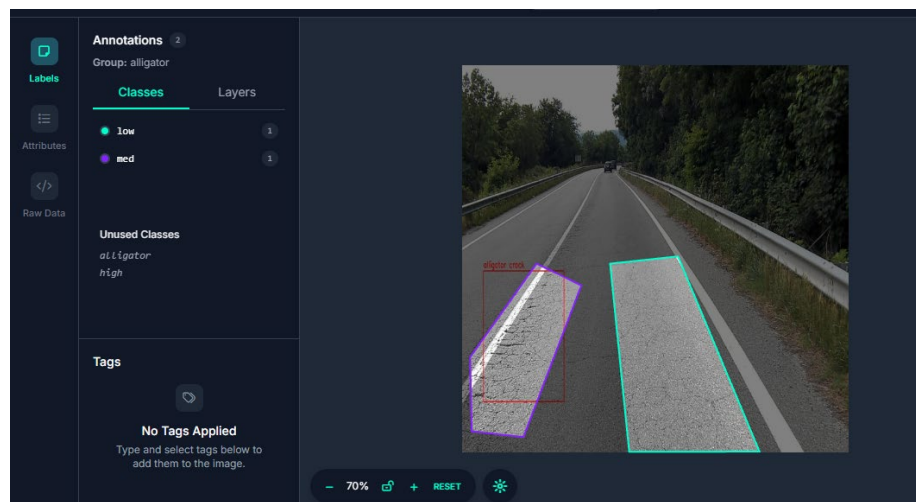 Labels
Attributes
Raw Data
Annotations 2
Group: alligator
Classes Layers
low 1
med 1
Unused Classes
alligator
high
Tags
No Tags Applied
Type and select tags below to
add them to the image.
alligator crack
− 70% + RESET